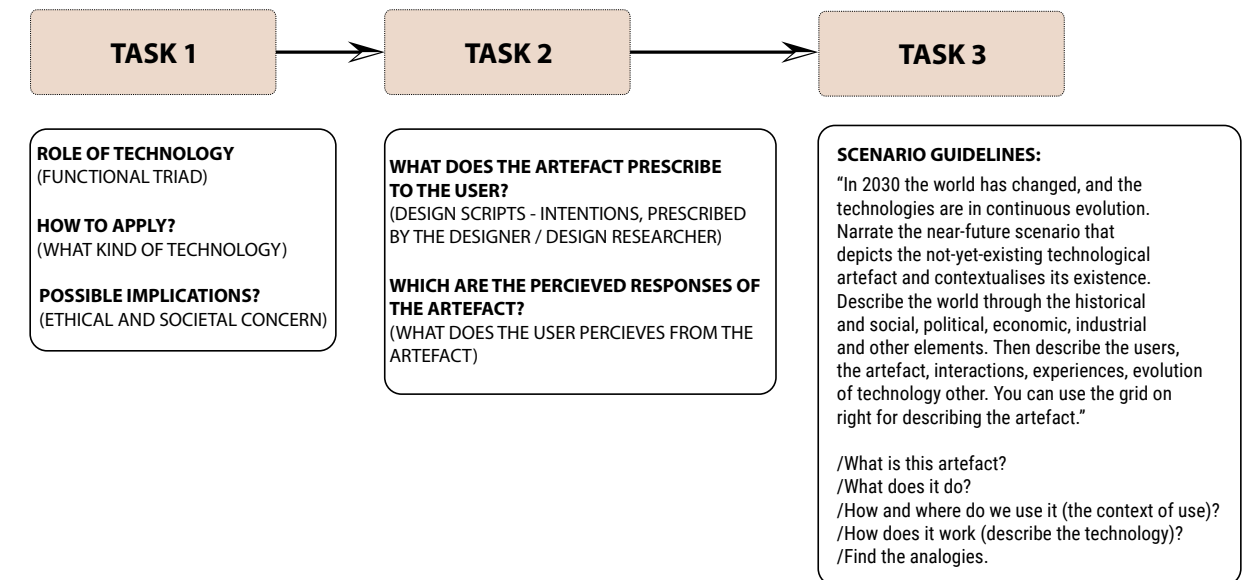 TASK 1
TASK 2
TASK 3
ROLE OF TECHNOLOGY
(FUNCTIONAL TRIAD)
HOW TO APPLY?
(WHAT KIND OF TECHNOLOGY)
POSSIBLE IMPLICATIONS?
(ETHICAL AND SOCIETAL CONCERN)
WHAT DOES THE ARTEFACT PRESCRIBE
TO THE USER?
(DESIGN SCRIPTS - INTENTIONS, PRESCRIBED
BY THE DESIGNER / DESIGN RESEARCHER)
WHICH ARE THE PERCIEVED RESPONSES OF
THE ARTEFACT?
(WHAT DOES THE USER PERCIEVES FROM THE
ARTEFACT)
SCENARIO GUIDELINES:
“In 2030 the world has changed, and the
technologies are in continuous evolution.
Narrate the near-future scenario that
depicts the not-yet-existing technological
artefact and contextualises its existence.
Describe the world through the historical
and social, political, economic, industrial
and other elements. Then describe the users,
the artefact, interactions, experiences, evolution
of technology other. You can use the grid on
right for describing the artefact.”
/What is this artefact?
/What does it do?
/How and where do we use it (the context of use)?
/How does it work (describe the technology)?
/Find the analogies.